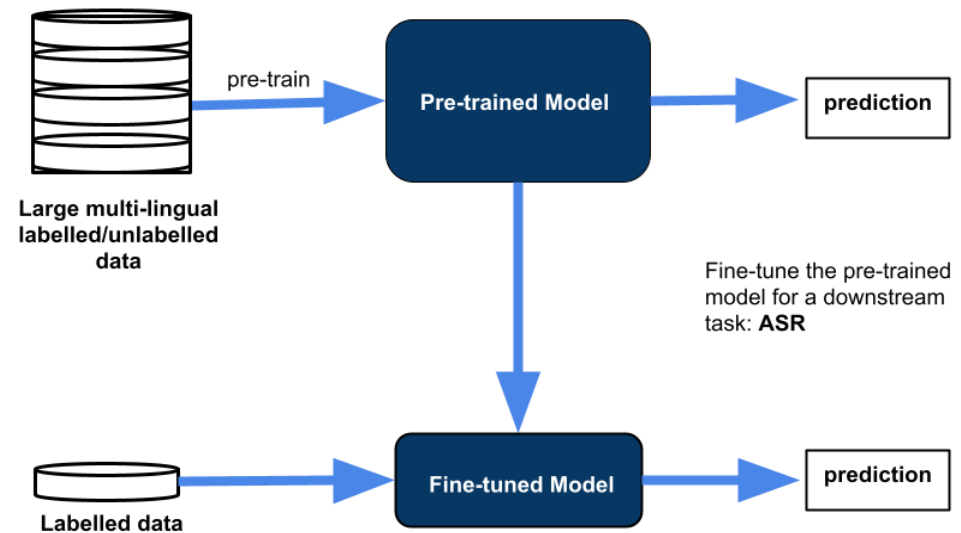 pre-train
Pre-trained Model
prediction
Large multi-lingual
labelled/unlabelled
data
Fine-tune the pre-trained
model for a downstream
task: ASR
Fine-tuned Model
prediction
Labelled data